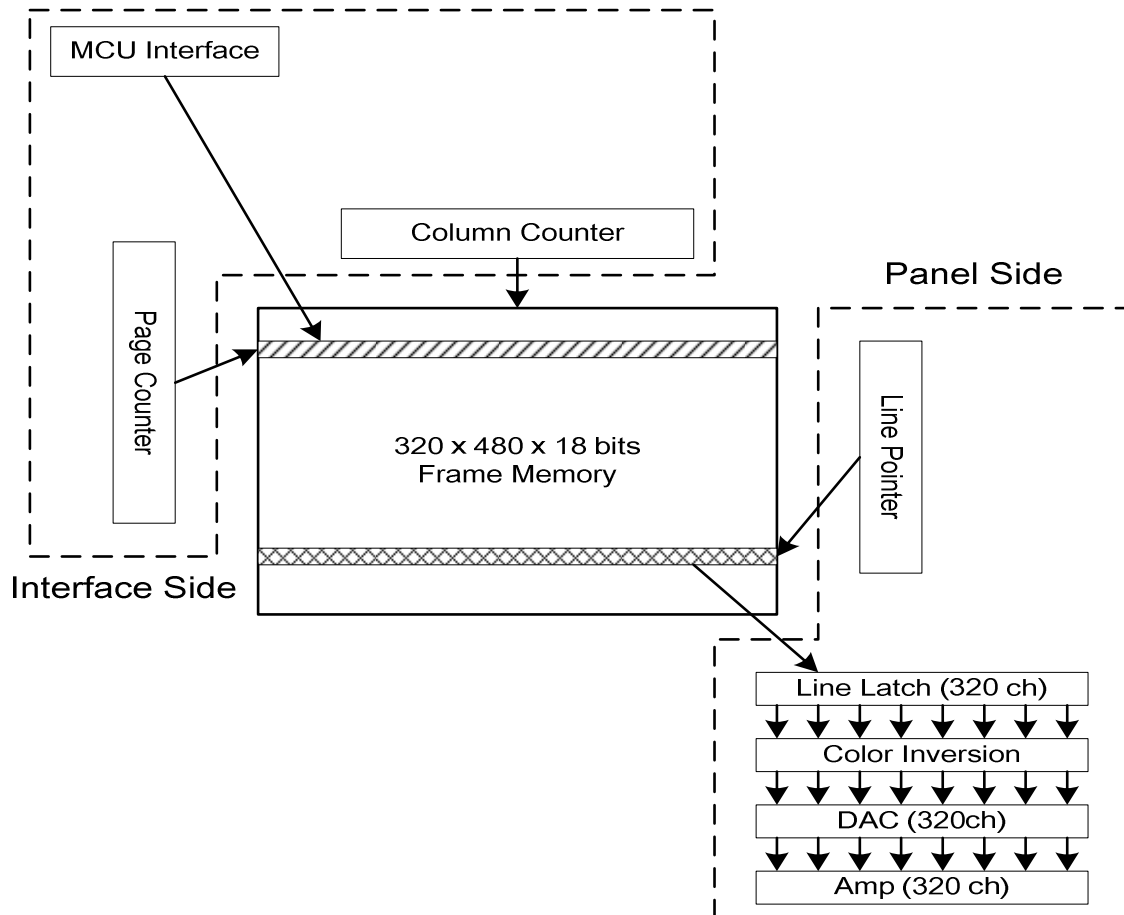 MCU Interface
Column Counter
Panel Side
Page Counter
Line Pointer
320 x 480 x 18 bits
Frame Memory
Interface Side
Line Latch (320 ch)
Color Inversion
DAC (320ch)
Amp (320 ch)